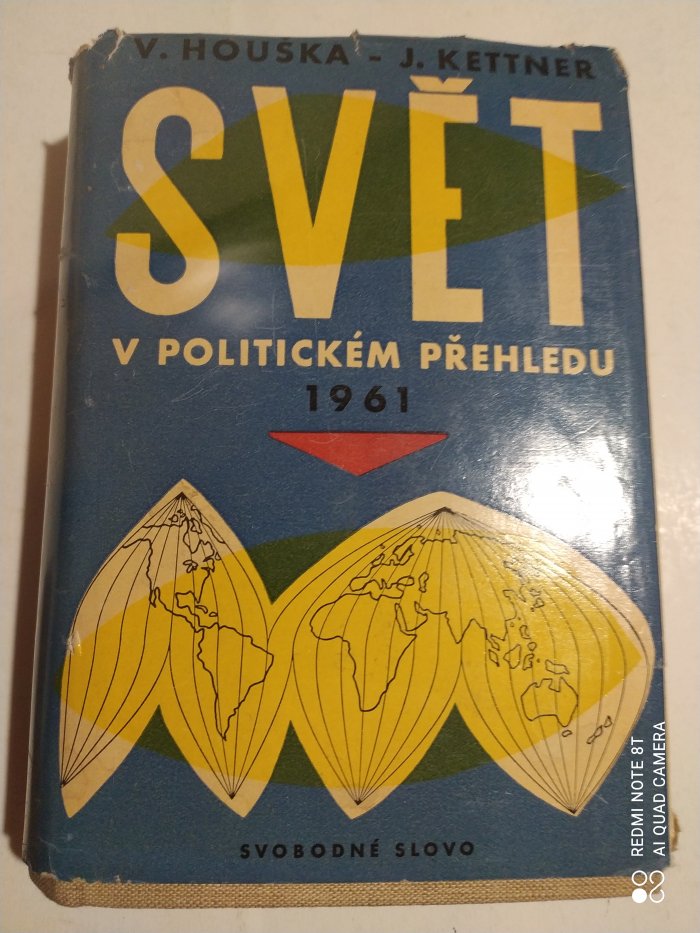 V. HOUŠKA - J. KETTNER
SVĚT
V POLITICKÉM PŘEHLEDU
1961
SVOBODNÉ SLOVO
REDMI NOTE 8T
AI QUAD CAMERA